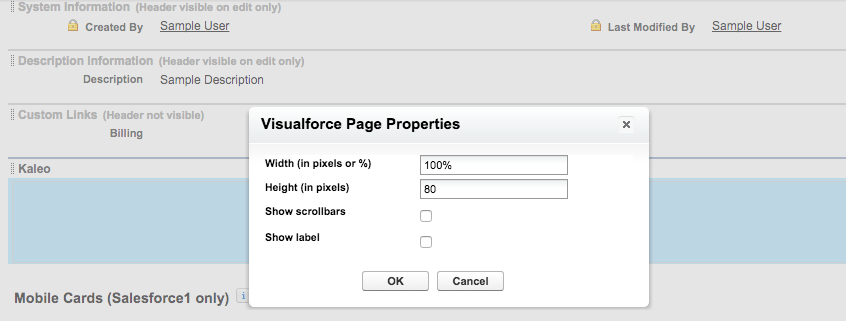 System Information (Header visible on edit only)
Created By Sample User Last Modified By Sample User
Description Information (Header visible on edit only)
Description Sample Description
Custom Links (Header not visible)
Billing
Visualforce Page Properties
Width (in pixels or %) 100%
Kaleo
Height (in pixels) 80
Show scrollbars
Show label
OK Cancel
Mobile Cards (Salesforce1 only) i